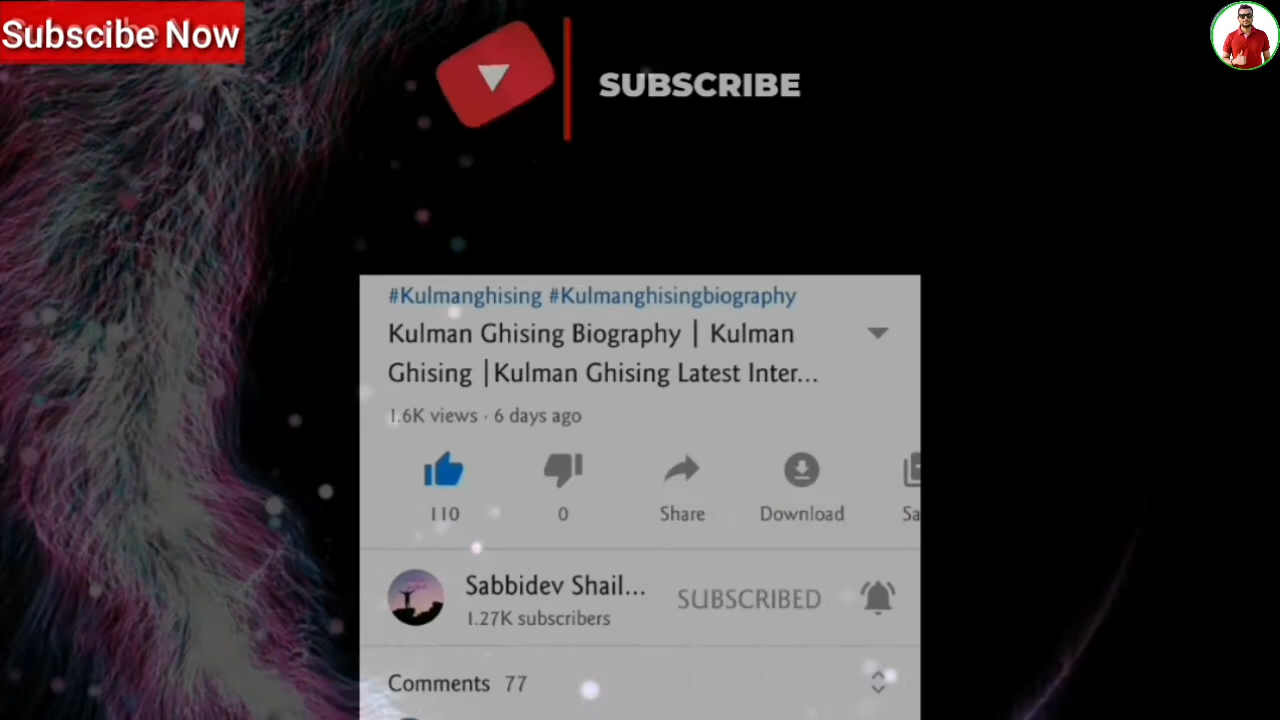 Subscibe Now
SUBSCRIBE
#Kulmanghising #Kulmanghisingbiography
Kulman Ghising Biography | Kulman
Ghising |Kulman Ghising Latest Inter...
1.6K views · 6 days ago
110
0
Share
Download
Sa
Sabbidev Shail...
SUBSCRIBED
1.27K subscribers
Comments 77